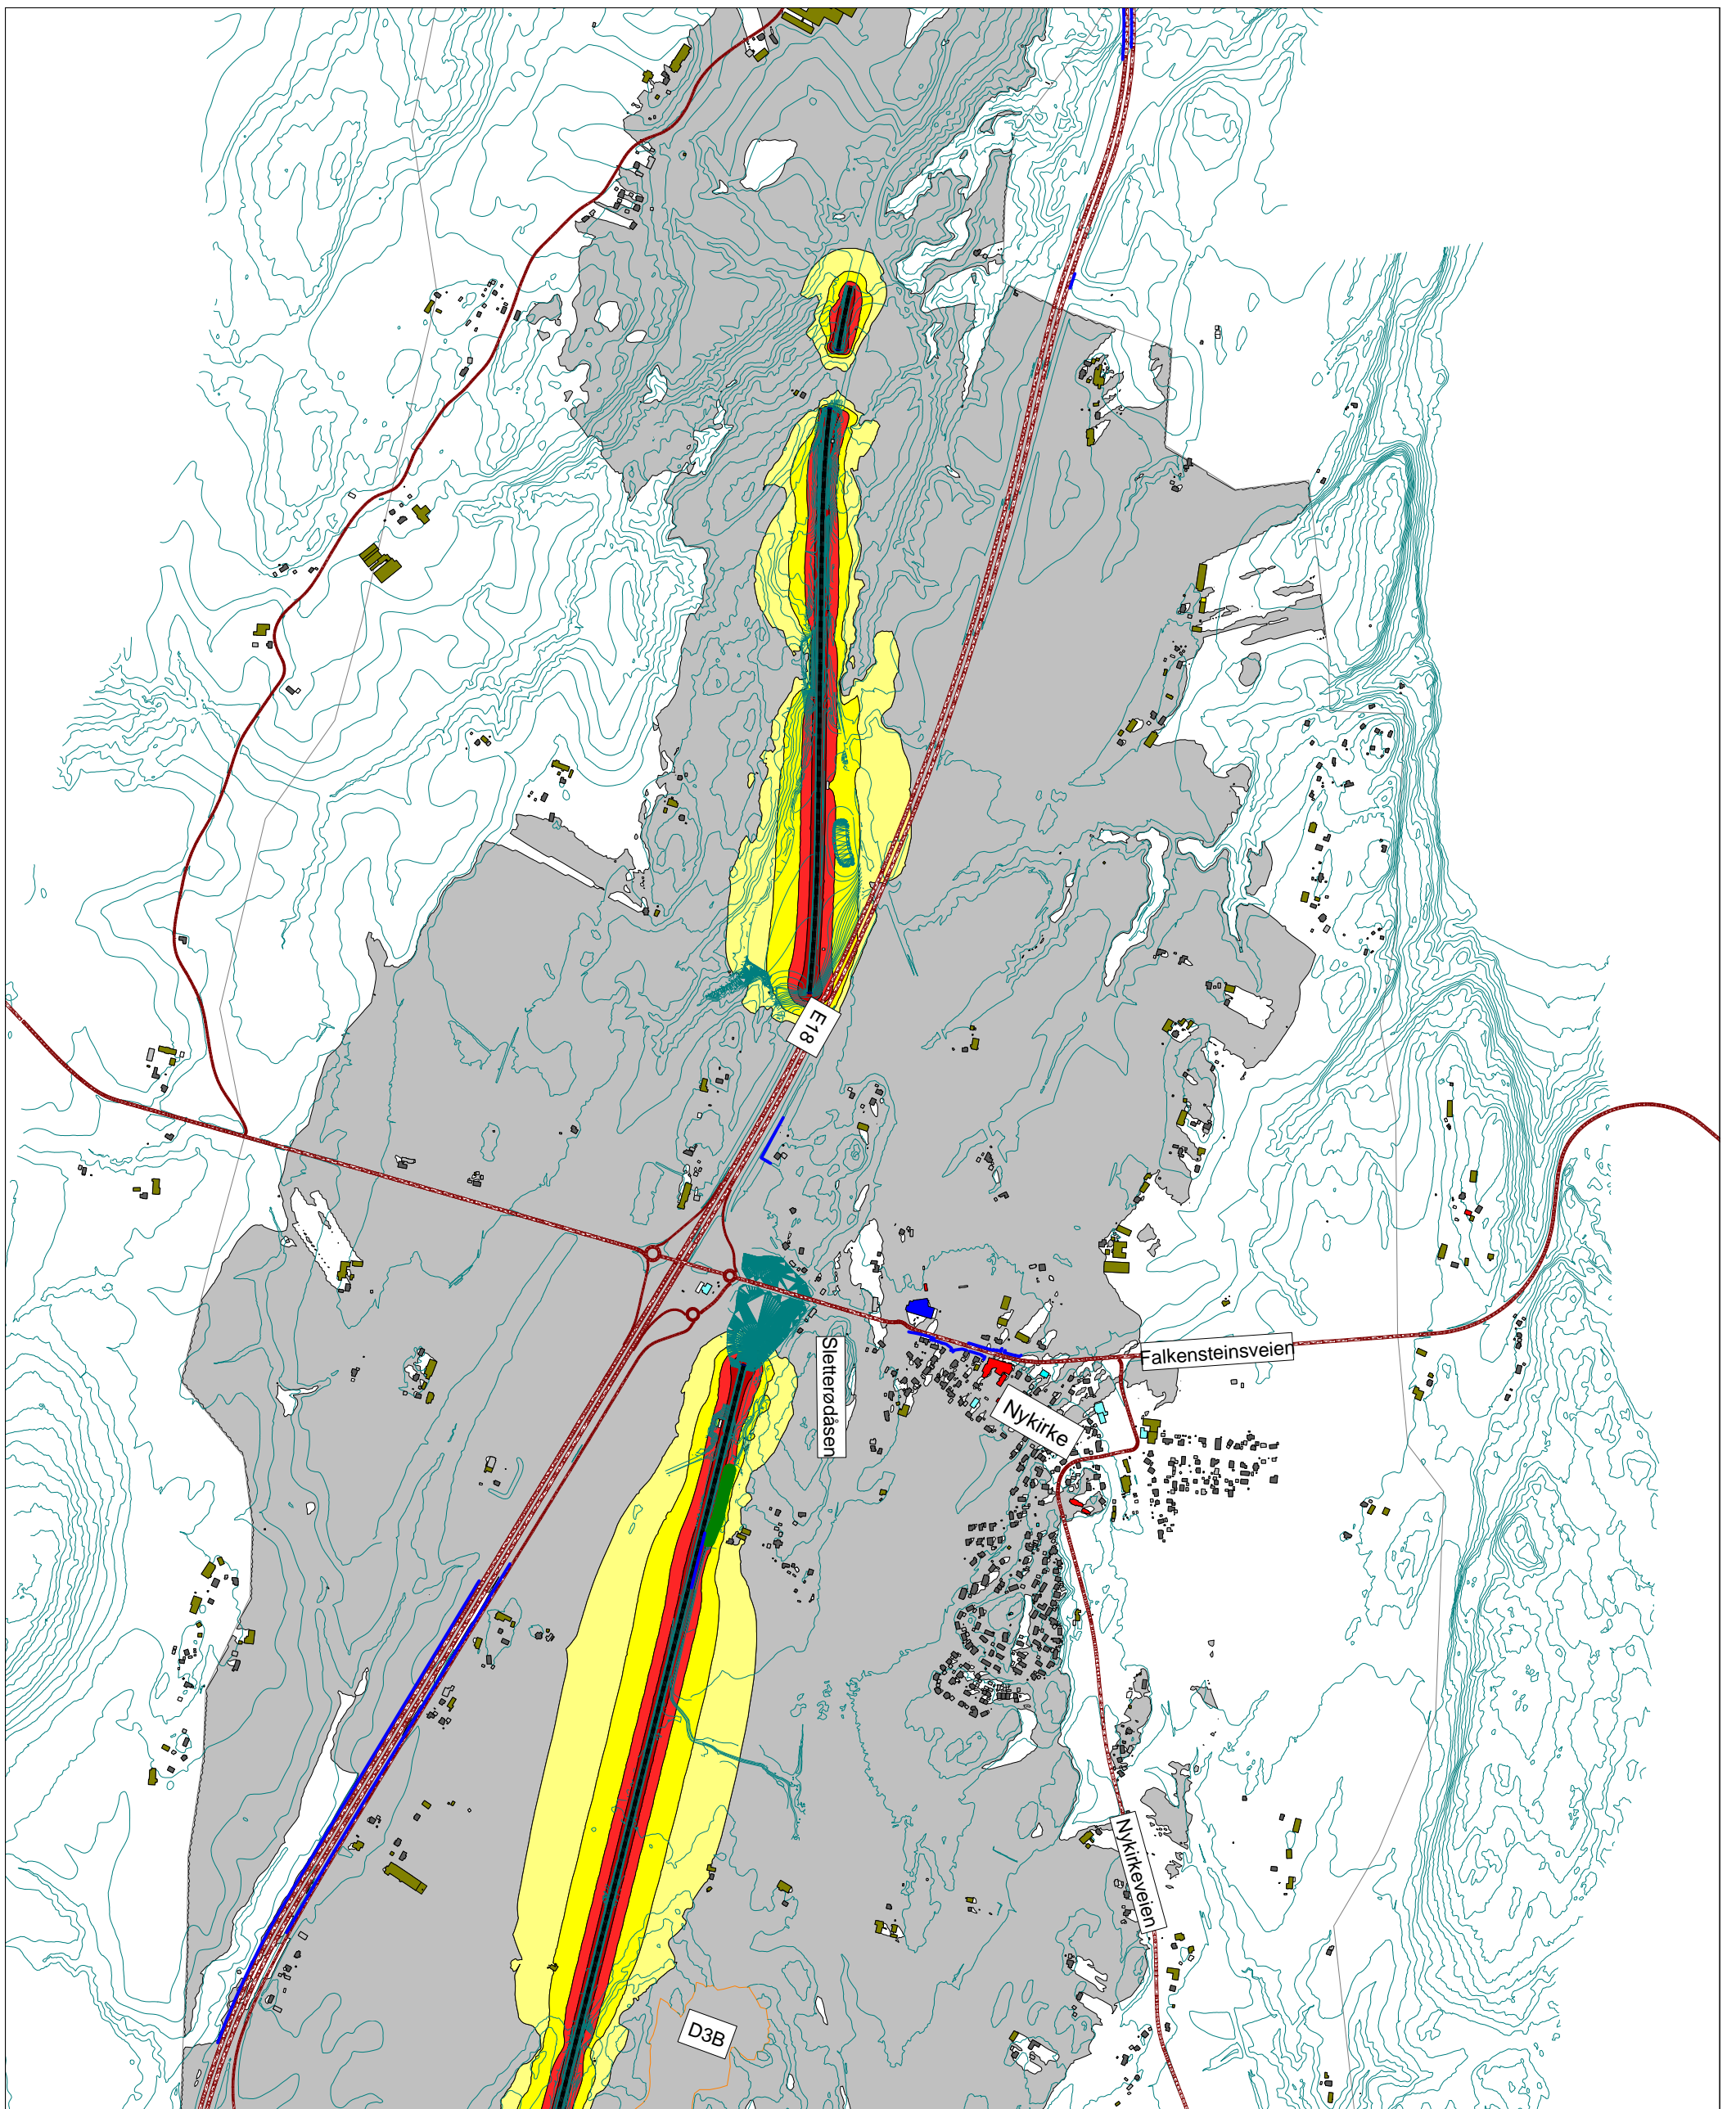 E18
Sletterødåsen
Falkensteinsveien
Nykirke
Nykirkeveien
D3B